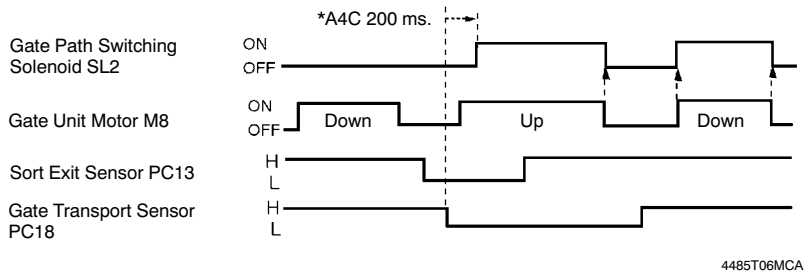 *A4C 200 ms.
Gate Path Switching
Solenoid SL2
ON
OFF
Gate Unit Motor M8
ON
OFF
Down
Up
Down
Sort Exit Sensor PC13
H
L
Gate Transport Sensor
PC18
H
L
4485T06MCA